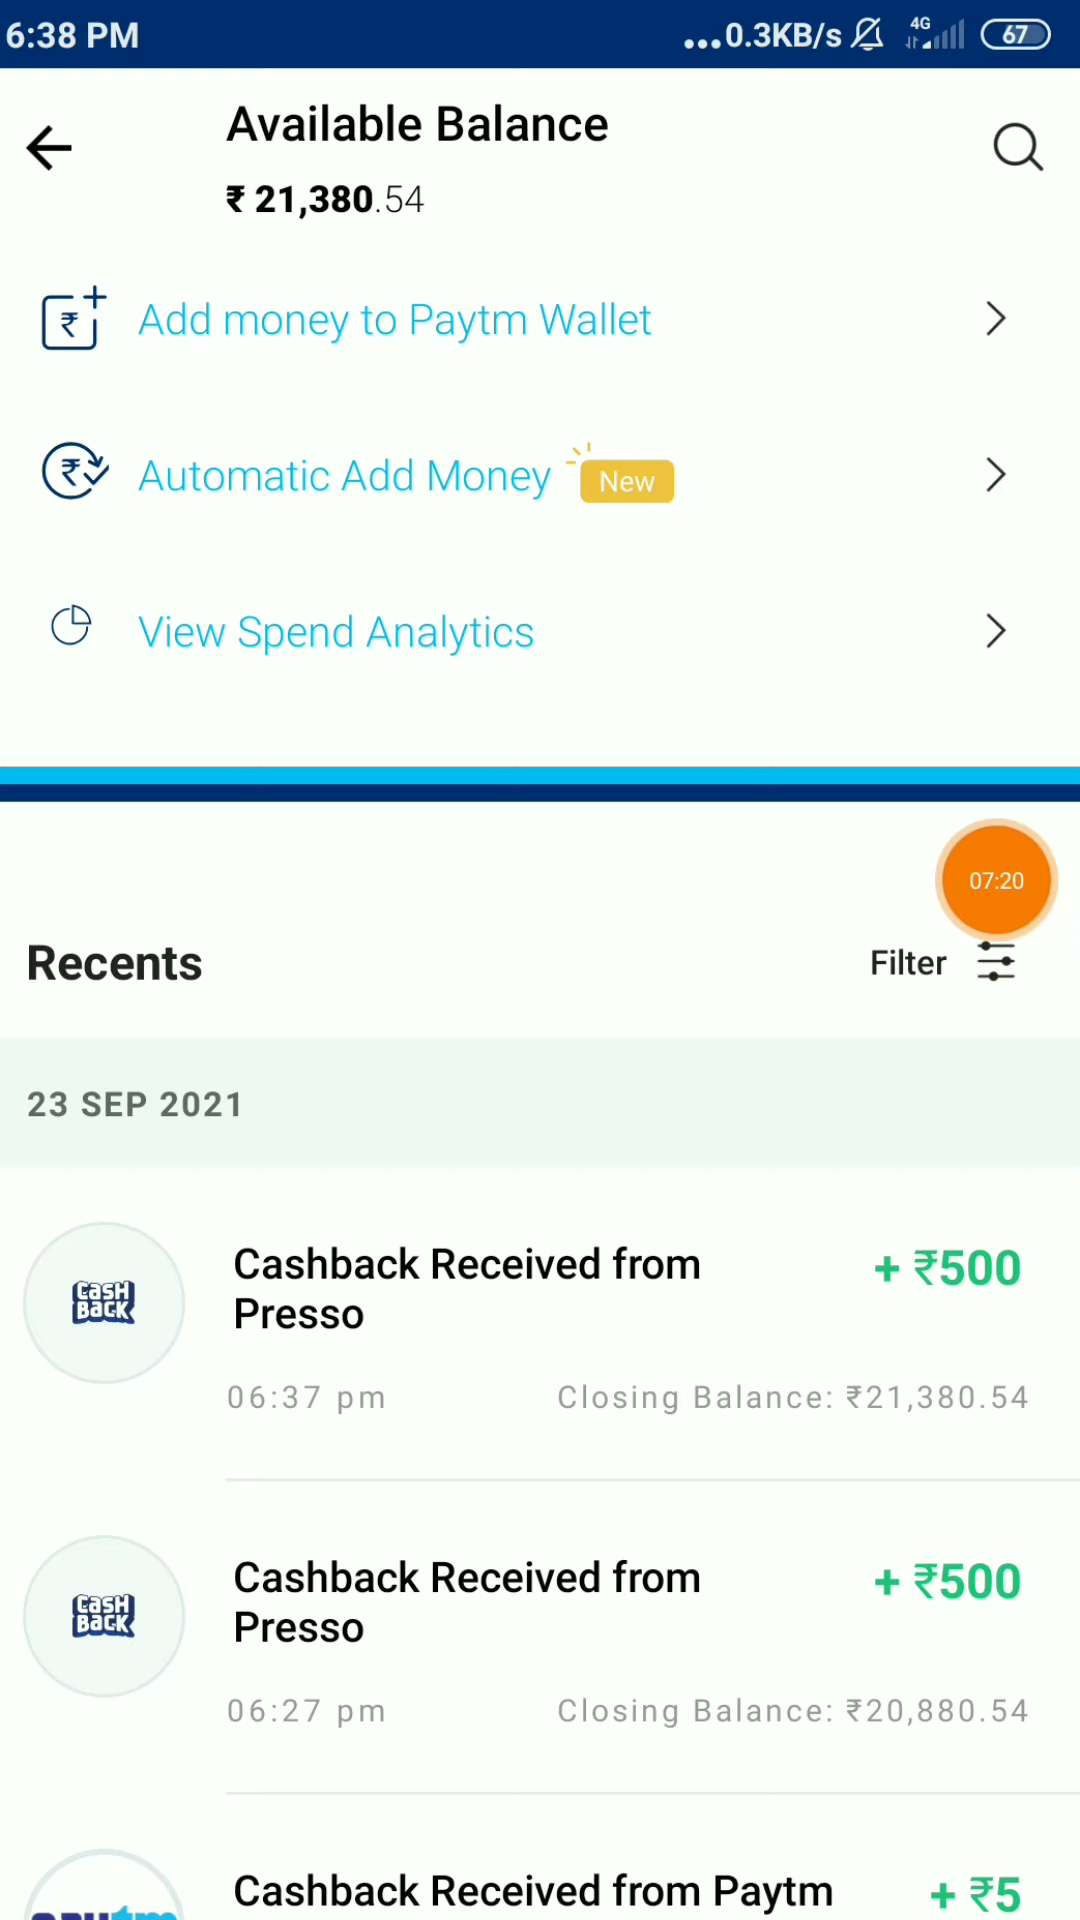 6:38 PM
...0.3KB/s 4G 67
Available Balance
₹ 21,380.54
₹ Add money to Paytm Wallet
₹ Automatic Add Money New
View Spend Analytics
07:20
Recents
Filter
23 SEP 2021
CASH BACK
Cashback Received from Presso
+ ₹500
06:37 pm
Closing Balance: ₹21,380.54
CASH BACK
Cashback Received from Presso
+ ₹500
06:27 pm
Closing Balance: ₹20,880.54
paytm
Cashback Received from Paytm
+ ₹5